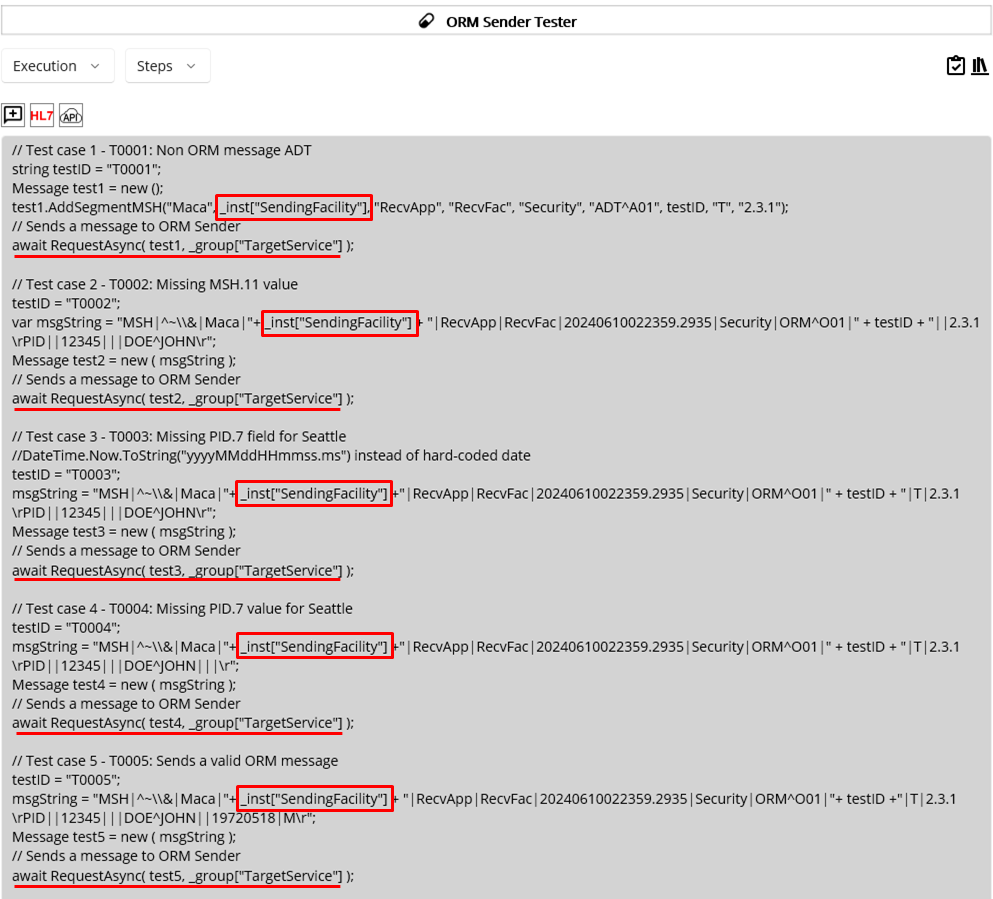 ORM Sender Tester
Execution Steps
HL7 API
// Test case 1 - T0001: Non ORM message ADT
string testID = "T0001";
Message test1 = new ();
test1.AddSegmentMSH("Maca", _inst["SendingFacility"], "RecvApp", "RecvFac", "Security", "ADT^A01", testID, "T", "2.3.1");
// Sends a message to ORM Sender
await RequestAsync( test1, _group["TargetService"] );
// Test case 2 - T0002: Missing MSH.11 value
testID = "T0002";
var msgString = "MSH|^~\\&|Maca|"+ _inst["SendingFacility"] + "|RecvApp|RecvFac|20240610022359.2935|Security|ORM^O01|" + testID + "||2.3.1
\rPID||12345|||DOE^JOHN\r";
Message test2 = new ( msgString );
// Sends a message to ORM Sender
await RequestAsync( test2, _group["TargetService"] );
// Test case 3 - T0003: Missing PID.7 field for Seattle
//DateTime.Now.ToString("yyyyMMddHHmmss.ms") instead of hard-coded date
testID = "T0003";
msgString = "MSH|^~\\&|Maca|"+ _inst["SendingFacility"] +"|RecvApp|RecvFac|20240610022359.2935|Security|ORM^O01|" + testID + "|T|2.3.1
\rPID||12345|||DOE^JOHN\r";
Message test3 = new ( msgString );
// Sends a message to ORM Sender
await RequestAsync( test3, _group["TargetService"] );
// Test case 4 - T0004: Missing PID.7 value for Seattle
testID = "T0004";
msgString = "MSH|^~\\&|Maca|"+ _inst["SendingFacility"] +"|RecvApp|RecvFac|20240610022359.2935|Security|ORM^O01|" + testID + "|T|2.3.1
\rPID||12345|||DOE^JOHN|||\r";
Message test4 = new ( msgString );
// Sends a message to ORM Sender
await RequestAsync( test4, _group["TargetService"] );
// Test case 5 - T0005: Sends a valid ORM message
testID = "T0005";
msgString = "MSH|^~\\&|Maca|"+ _inst["SendingFacility"] + "|RecvApp|RecvFac|20240610022359.2935|Security|ORM^O01|"+ testID +"|T|2.3.1
\rPID||12345|||DOE^JOHN||19720518|M\r";
Message test5 = new ( msgString );
// Sends a message to ORM Sender
await RequestAsync( test5, _group["TargetService"] );